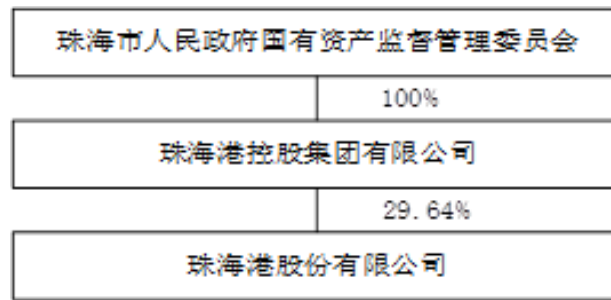 珠海市人民政府国有资产监督管理委员会
100%
珠海港控股集团有限公司
29.64%
珠海港股份有限公司